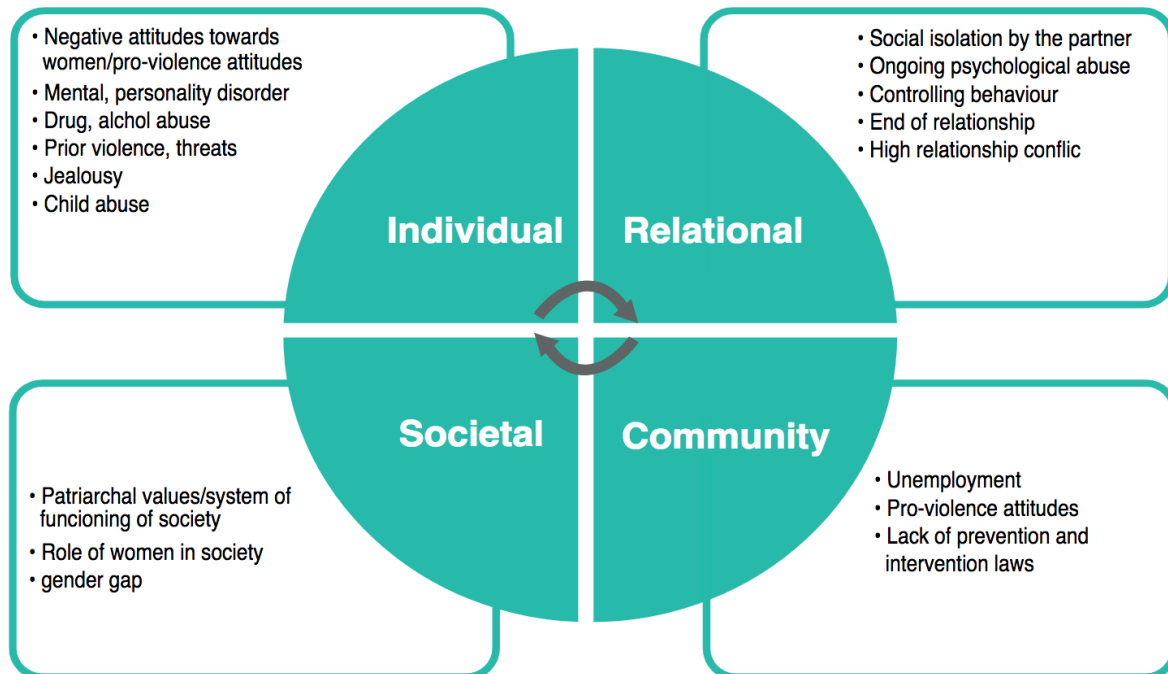 • Negative attitudes towards
women/pro-violence attitudes
• Mental, personality disorder
• Drug, alchol abuse
• Prior violence, threats
• Jealousy
• Child abuse
• Social isolation by the partner
• Ongoing psychological abuse
• Controlling behaviour
• End of relationship
• High relationship conflic
Individual
Relational
Societal
Community
• Patriarchal values/system of
funcioning of society
• Role of women in society
• gender gap
• Unemployment
• Pro-violence attitudes
• Lack of prevention and
intervention laws